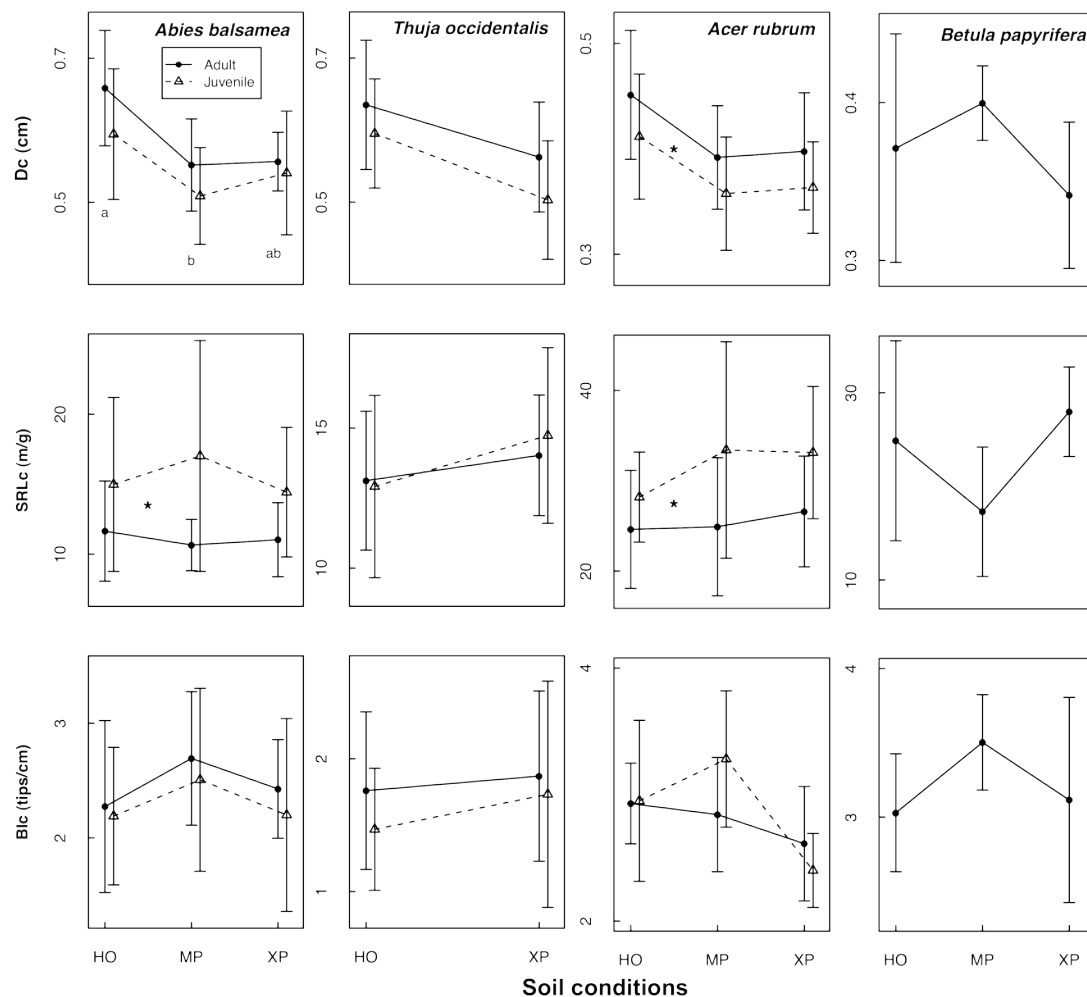 Abies balsamea
Thuja occidentalis
Acer rubrum
Betula papyrifera
Adult
Juvenile
Dc (cm)
0.7
0.5
a
b
ab
0.7
0.5
0.5
0.3
*
0.4
0.3
SRLc (m/g)
20
10
*
15
10
40
20
*
30
10
BIc (tips/cm)
3
2
2
1
4
2
4
3
HO MP XP
HO XP
HO MP XP
HO MP XP
Soil conditions